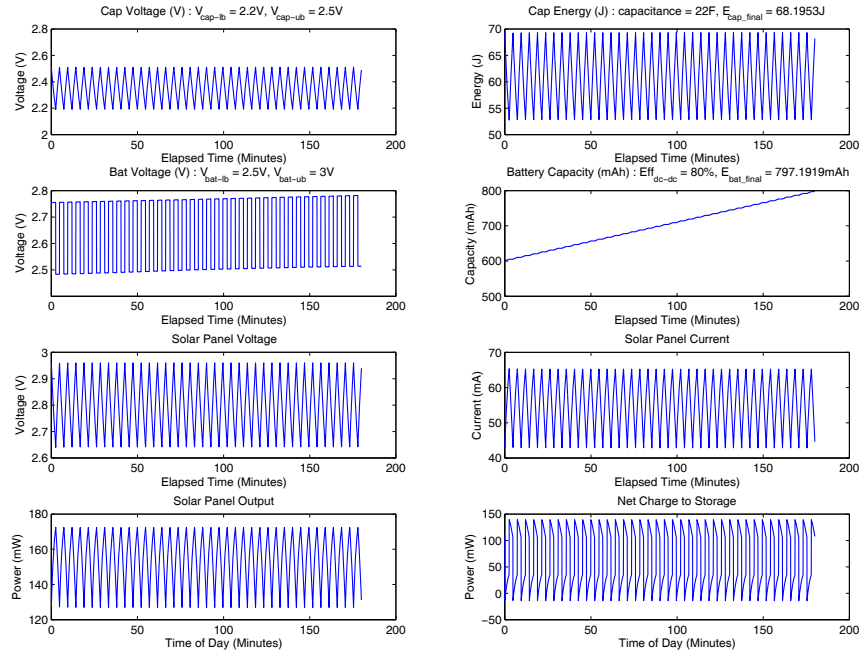 Cap Voltage (V) : V_cap-lb = 2.2V, V_cap-ub = 2.5V
2.8
2.6
2.4
2.2
2
Voltage (V)
0 50 100 150 200
Elapsed Time (Minutes)
Cap Energy (J) : capacitance = 22F, E_cap_final = 68.1953J
70
65
60
55
50
Energy (J)
0 50 100 150 200
Elapsed Time (Minutes)
Bat Voltage (V) : V_bat-lb = 2.5V, V_bat-ub = 3V
2.8
2.7
2.6
2.5
Voltage (V)
0 50 100 150 200
Elapsed Time (Minutes)
Battery Capacity (mAh) : Eff_dc-dc = 80%, E_bat_final = 797.1919mAh
800
700
600
500
Capacity (mAh)
0 50 100 150 200
Elapsed Time (Minutes)
Solar Panel Voltage
3
2.9
2.8
2.7
2.6
Voltage (V)
0 50 100 150 200
Elapsed Time (Minutes)
Solar Panel Current
70
60
50
40
Current (mA)
0 50 100 150 200
Elapsed Time (Minutes)
Solar Panel Output
180
160
140
120
Power (mW)
0 50 100 150 200
Time of Day (Minutes)
Net Charge to Storage
150
100
50
0
−50
Power (mW)
0 50 100 150 200
Time of Day (Minutes)